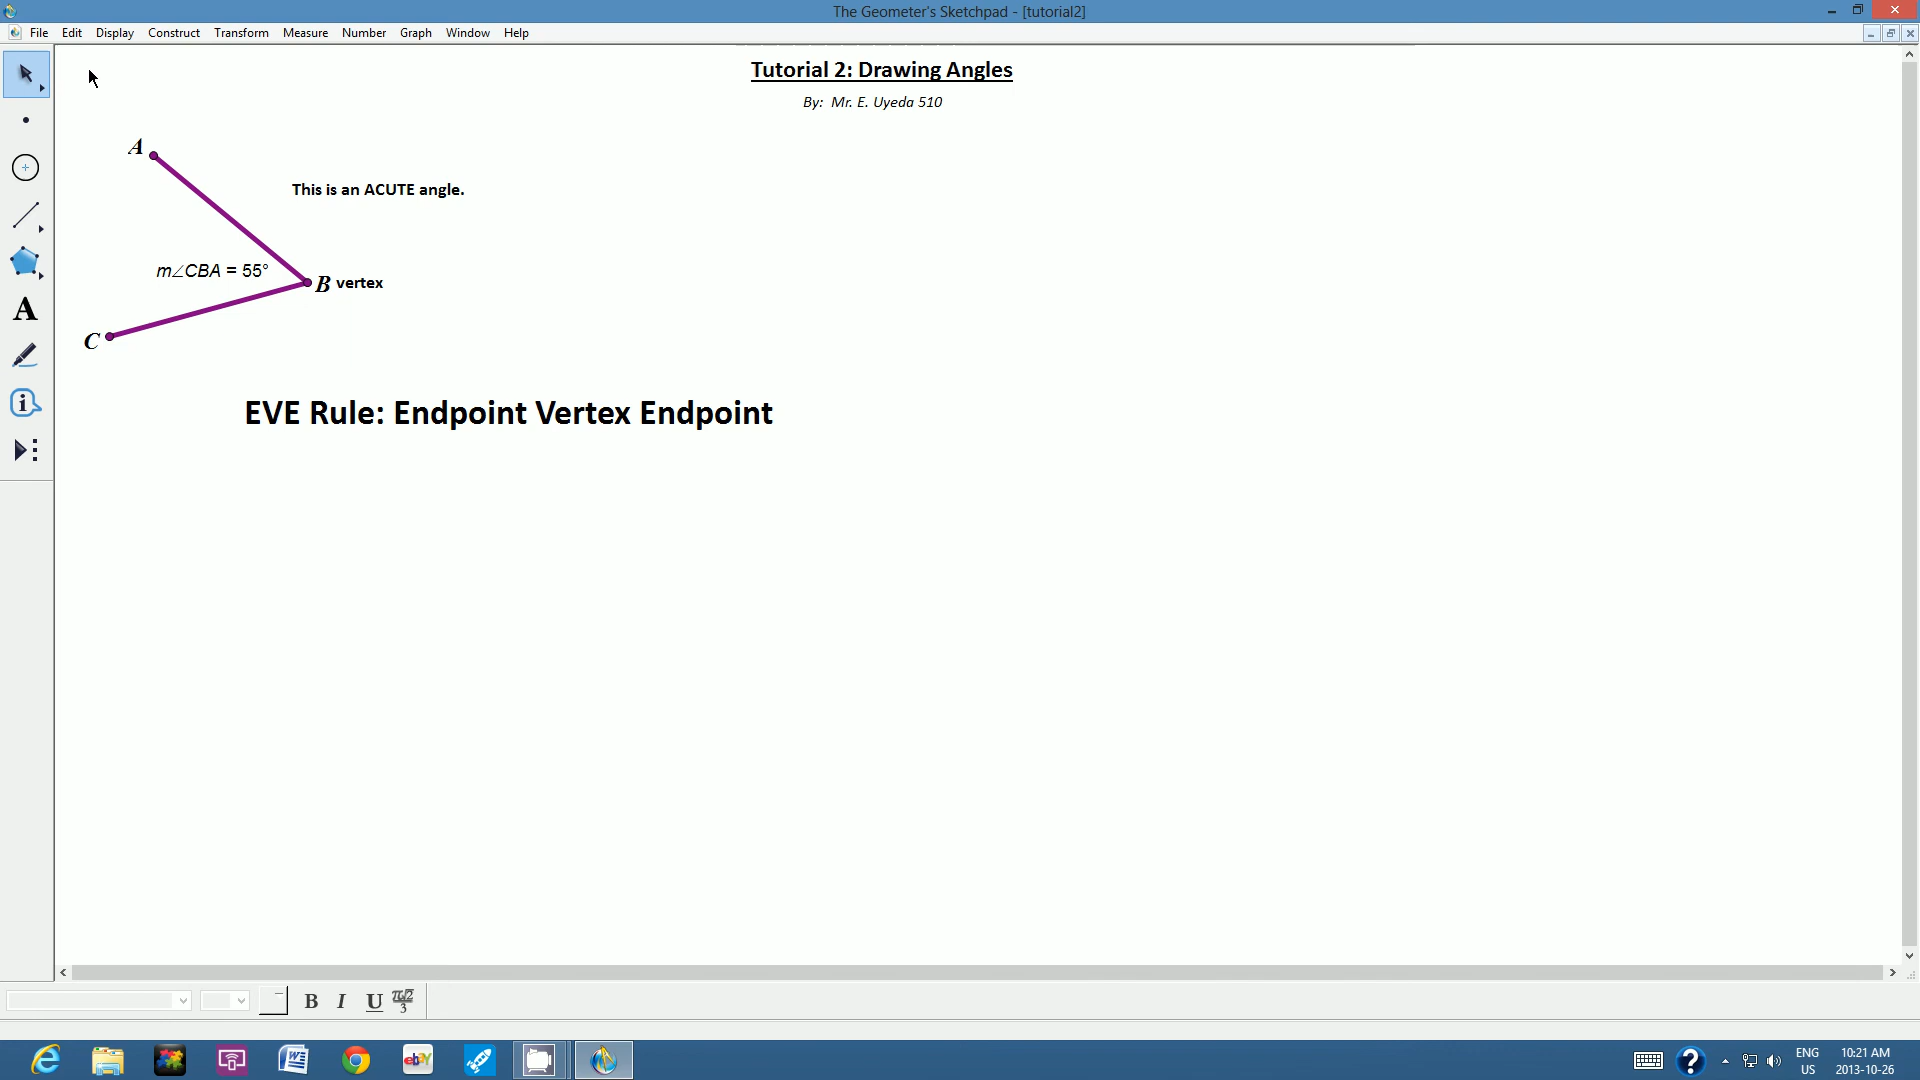 The Geometer's Sketchpad - [tutorial2]
File Edit Display Construct Transform Measure Number Graph Window Help
Tutorial 2: Drawing Angles
By: Mr. E. Uyeda 510
A
This is an ACUTE angle.
m∠CBA = 55°
B vertex
C
EVE Rule: Endpoint Vertex Endpoint
A
B I U
ebay
ENG 10:21 AM
US 2013-10-26